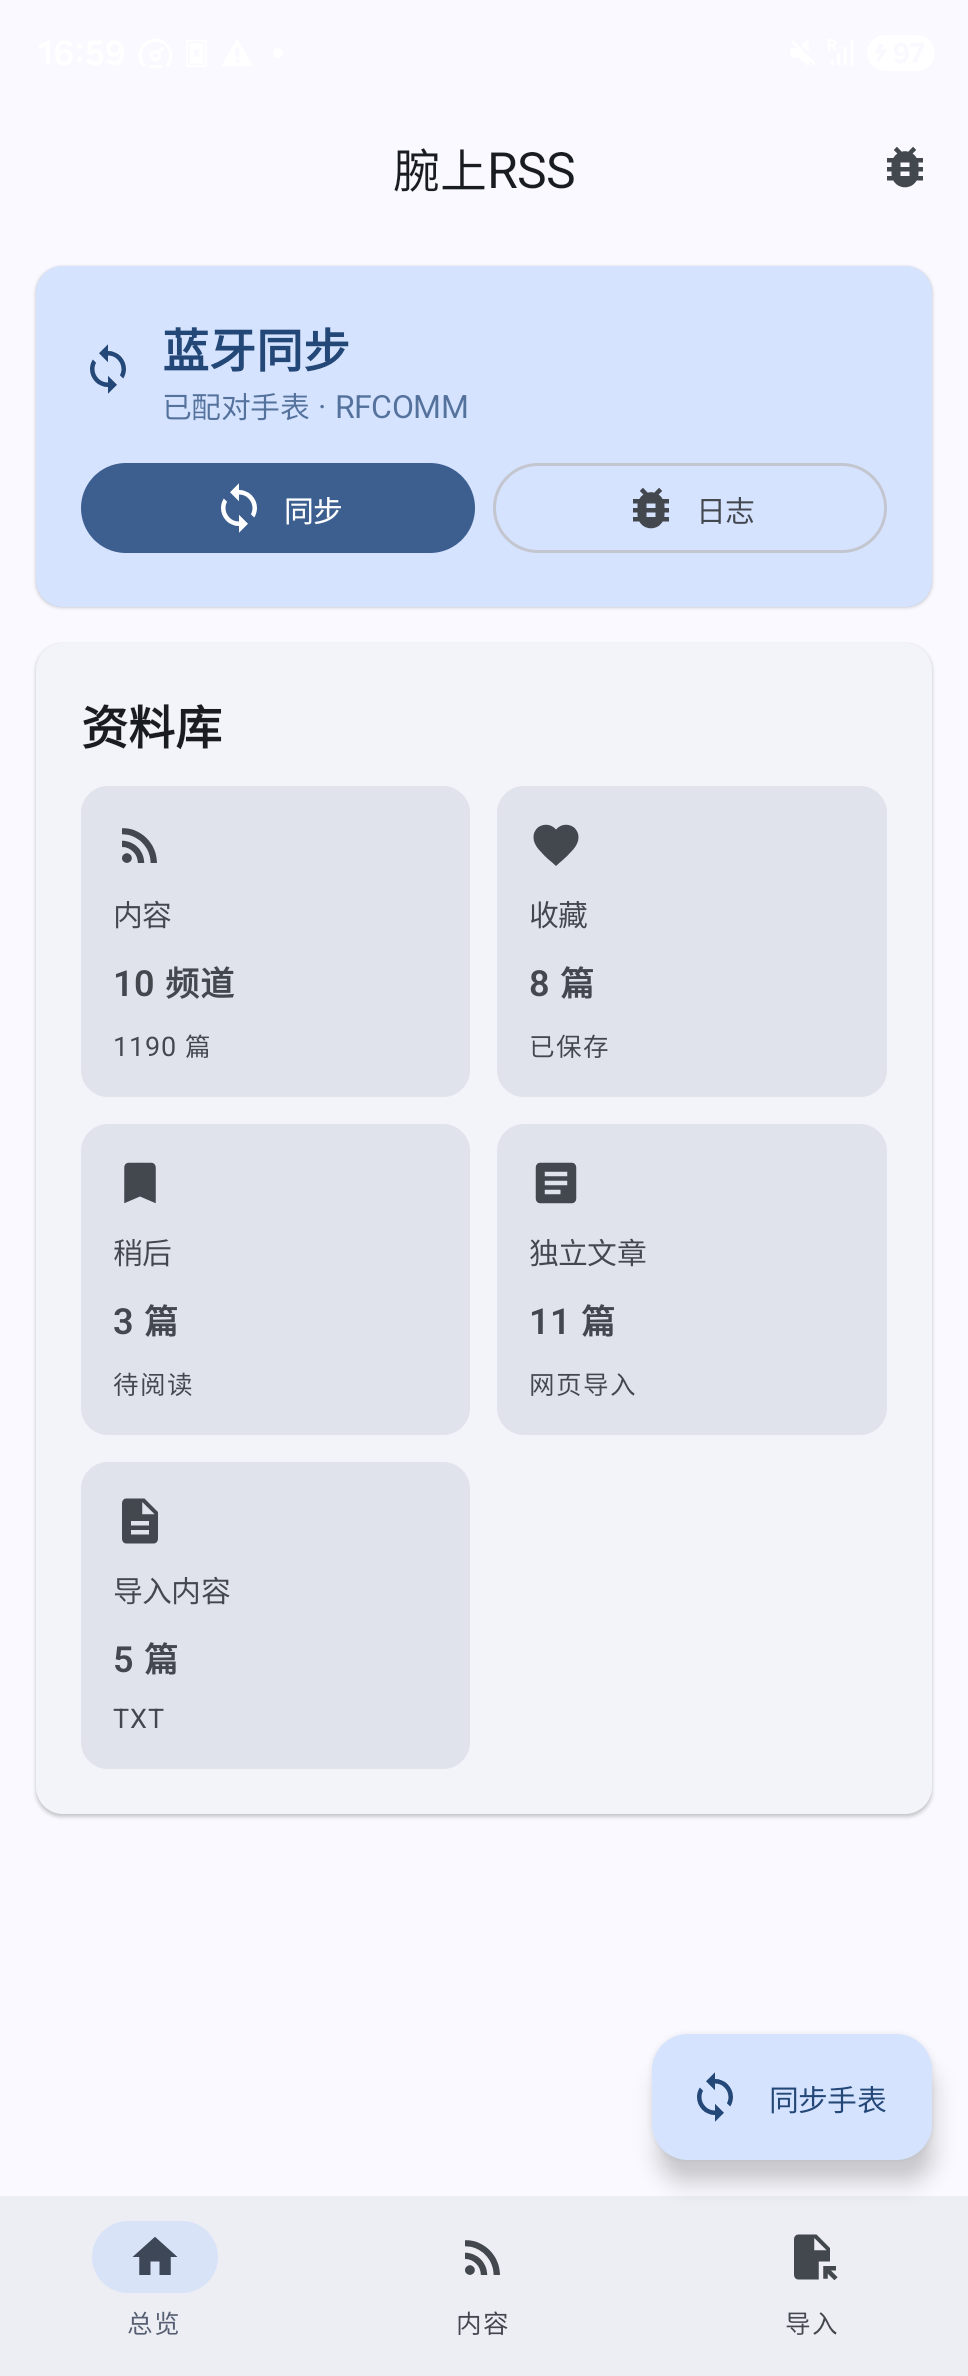 16:59
97
腕上RSS
蓝牙同步
已配对手表 · RFCOMM
同步
日志
资料库
内容
10 频道
1190 篇
收藏
8 篇
已保存
稍后
3 篇
待阅读
独立文章
11 篇
网页导入
导入内容
5 篇
TXT
同步手表
总览
内容
导入